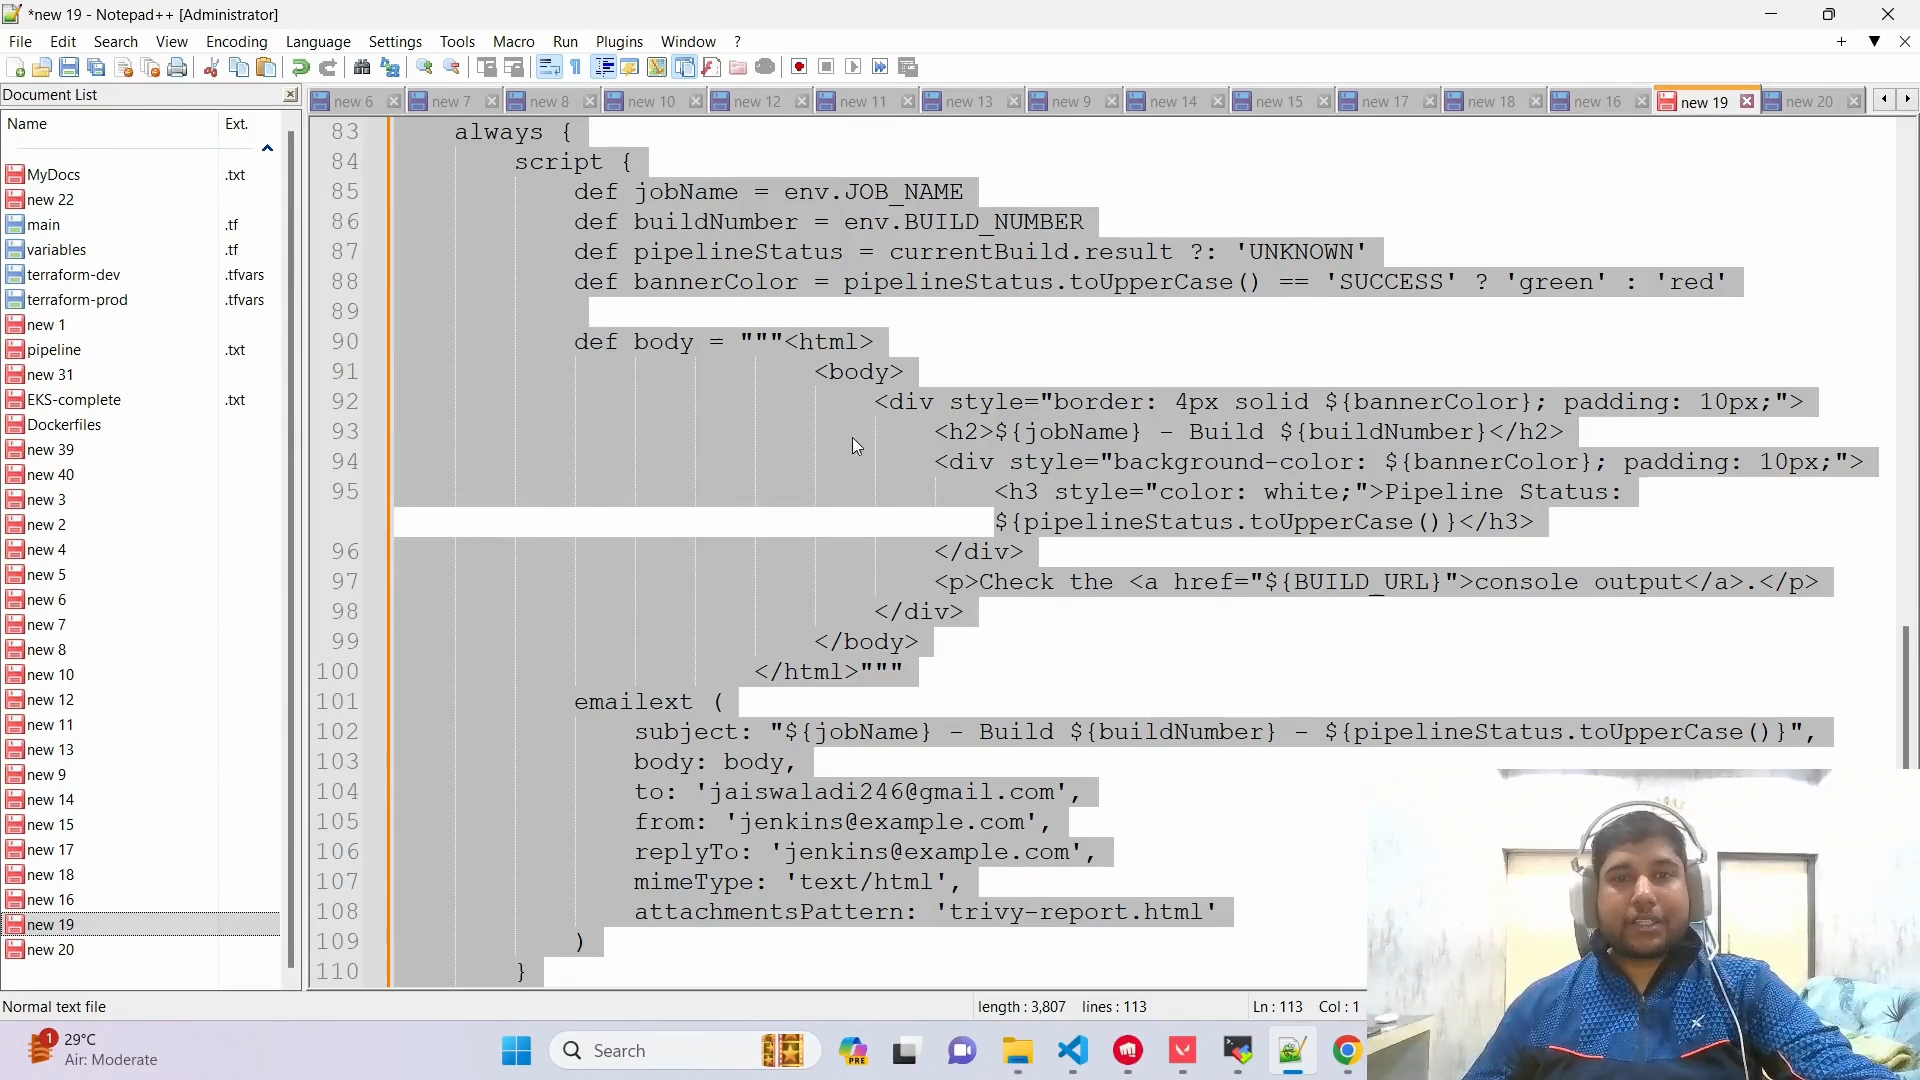 *new 19 - Notepad++ [Administrator]
File Edit Search View Encoding Language Settings Tools Macro Run Plugins Window ?
Document List
new 6 new 7 new 8 new 10 new 12 new 11 new 13 new 9 new 14 new 15 new 17 new 18 new 16 new 19 new 20
Name Ext.
MyDocs .txt
new 22
main .tf
variables .tf
terraform-dev .tfvars
terraform-prod .tfvars
new 1
pipeline .txt
new 31
EKS-complete .txt
Dockerfiles
new 39
new 40
new 3
new 2
new 4
new 5
new 6
new 7
new 8
new 10
new 12
new 11
new 13
new 9
new 14
new 15
new 17
new 18
new 16
new 19
new 20
83 always {
84 script {
85 def jobName = env.JOB_NAME
86 def buildNumber = env.BUILD_NUMBER
87 def pipelineStatus = currentBuild.result ?: 'UNKNOWN'
88 def bannerColor = pipelineStatus.toUpperCase() == 'SUCCESS' ? 'green' : 'red'
89
90 def body = """<html>
91 <body>
92 <div style="border: 4px solid ${bannerColor}; padding: 10px;">
93 <h2>${jobName} - Build ${buildNumber}</h2>
94 <div style="background-color: ${bannerColor}; padding: 10px;">
95 <h3 style="color: white;">Pipeline Status:
${pipelineStatus.toUpperCase()}</h3>
96 </div>
97 <p>Check the <a href="${BUILD_URL}">console output</a>.</p>
98 </div>
99 </body>
100 </html>"""
101 emailext (
102 subject: "${jobName} - Build ${buildNumber} - ${pipelineStatus.toUpperCase()}",
103 body: body,
104 to: 'jaiswaladi246@gmail.com',
105 from: 'jenkins@example.com',
106 replyTo: 'jenkins@example.com',
107 mimeType: 'text/html',
108 attachmentsPattern: 'trivy-report.html'
109 )
110 }
Normal text file length : 3,807 lines : 113 Ln : 113 Col : 1
1 29°C
Air: Moderate
Search
PRE